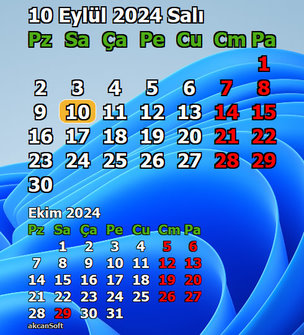 10 Eylül 2024 Salı
Pz Sa Ça Pe Cu Cm Pa
1
2 3 4 5 6 7 8
9 10 11 12 13 14 15
16 17 18 19 20 21 22
23 24 25 26 27 28 29
30
Ekim 2024
Pz Sa Ça Pe Cu Cm Pa
1 2 3 4 5 6
7 8 9 10 11 12 13
14 15 16 17 18 19 20
21 22 23 24 25 26 27
28 29 30 31
akcanSoft